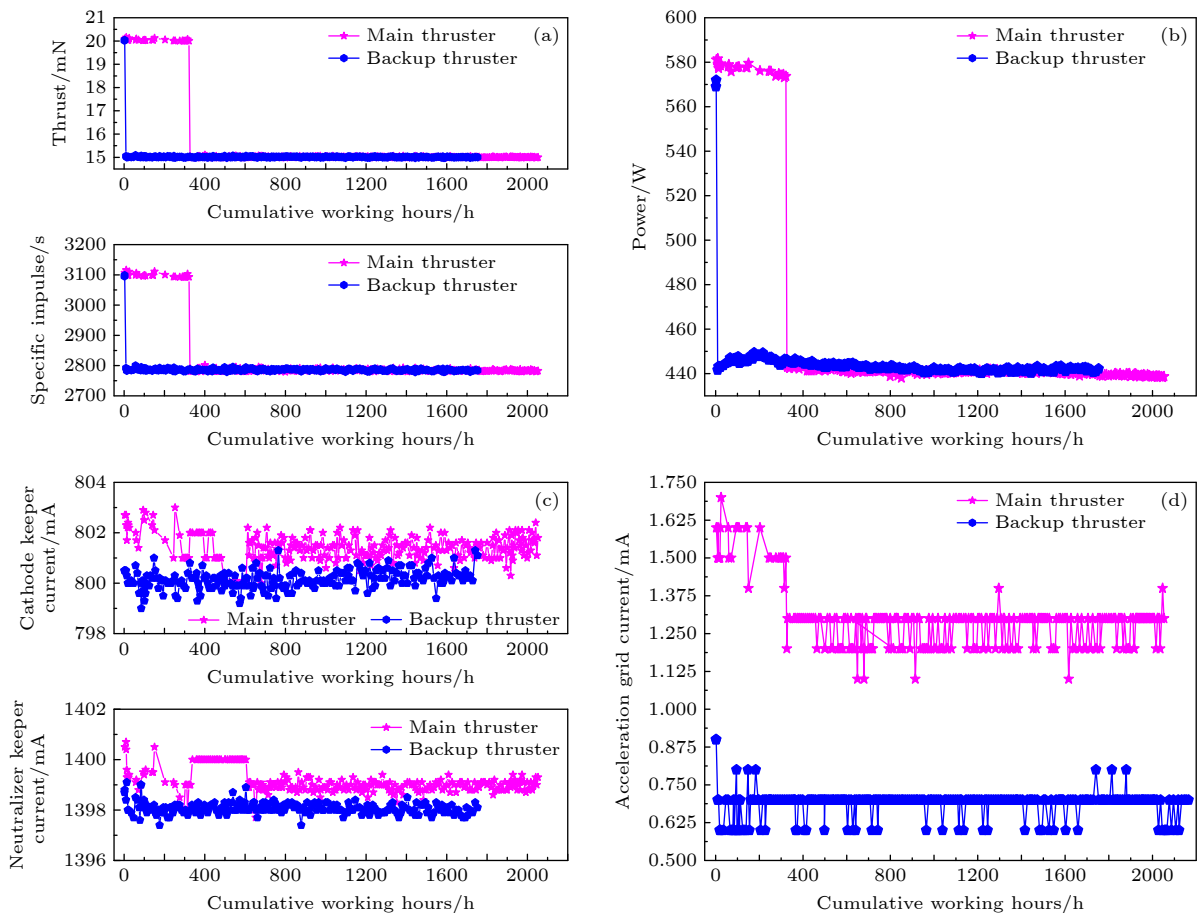 21
20
19
18
17
16
15
Thrust/mN
Main thruster
Backup thruster
(a)
0 400 800 1200 1600 2000
Cumulative working hours/h
3200
3100
3000
2900
2800
2700
Specific impulse/s
Main thruster
Backup thruster
0 400 800 1200 1600 2000
Cumulative working hours/h
600
580
560
540
520
500
480
460
440
Power/W
Main thruster
Backup thruster
(b)
0 400 800 1200 1600 2000
Cumulative working hours/h
804
802
800
798
Cathode keeper
current/mA
(c)
Main thruster Backup thruster
0 400 800 1200 1600 2000
Cumulative working hours/h
1402
1400
1398
1396
Neutralizer keeper
current/mA
Main thruster
Backup thruster
0 400 800 1200 1600 2000
Cumulative working hours/h
1.750
1.625
1.500
1.375
1.250
1.125
1.000
0.875
0.750
0.625
0.500
Acceleration grid current/mA
Main thruster
Backup thruster
(d)
0 400 800 1200 1600 2000
Cumulative working hours/h